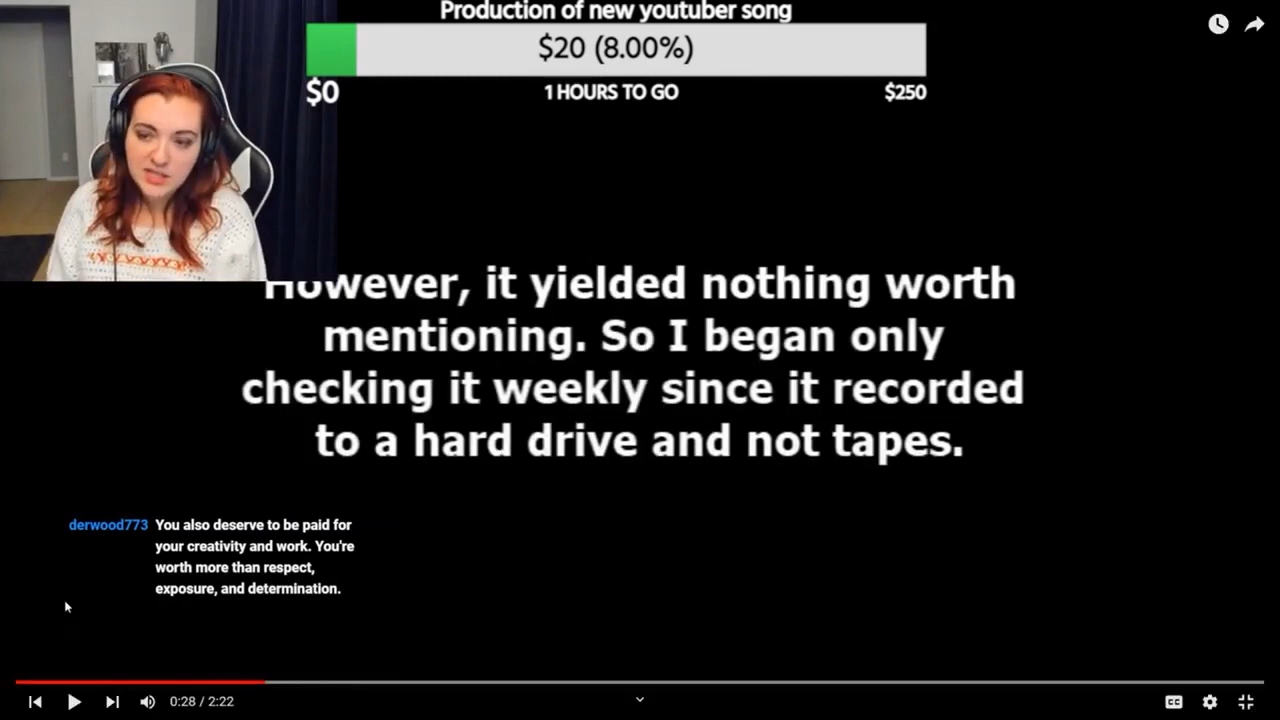 Production of new youtuber song
$20 (8.00%)
$0 1 HOURS TO GO $250
However, it yielded nothing worth
mentioning. So I began only
checking it weekly since it recorded
to a hard drive and not tapes.
derwood773 You also deserve to be paid for
your creativity and work. You're
worth more than respect,
exposure, and determination.
0:28 / 2:22
CC